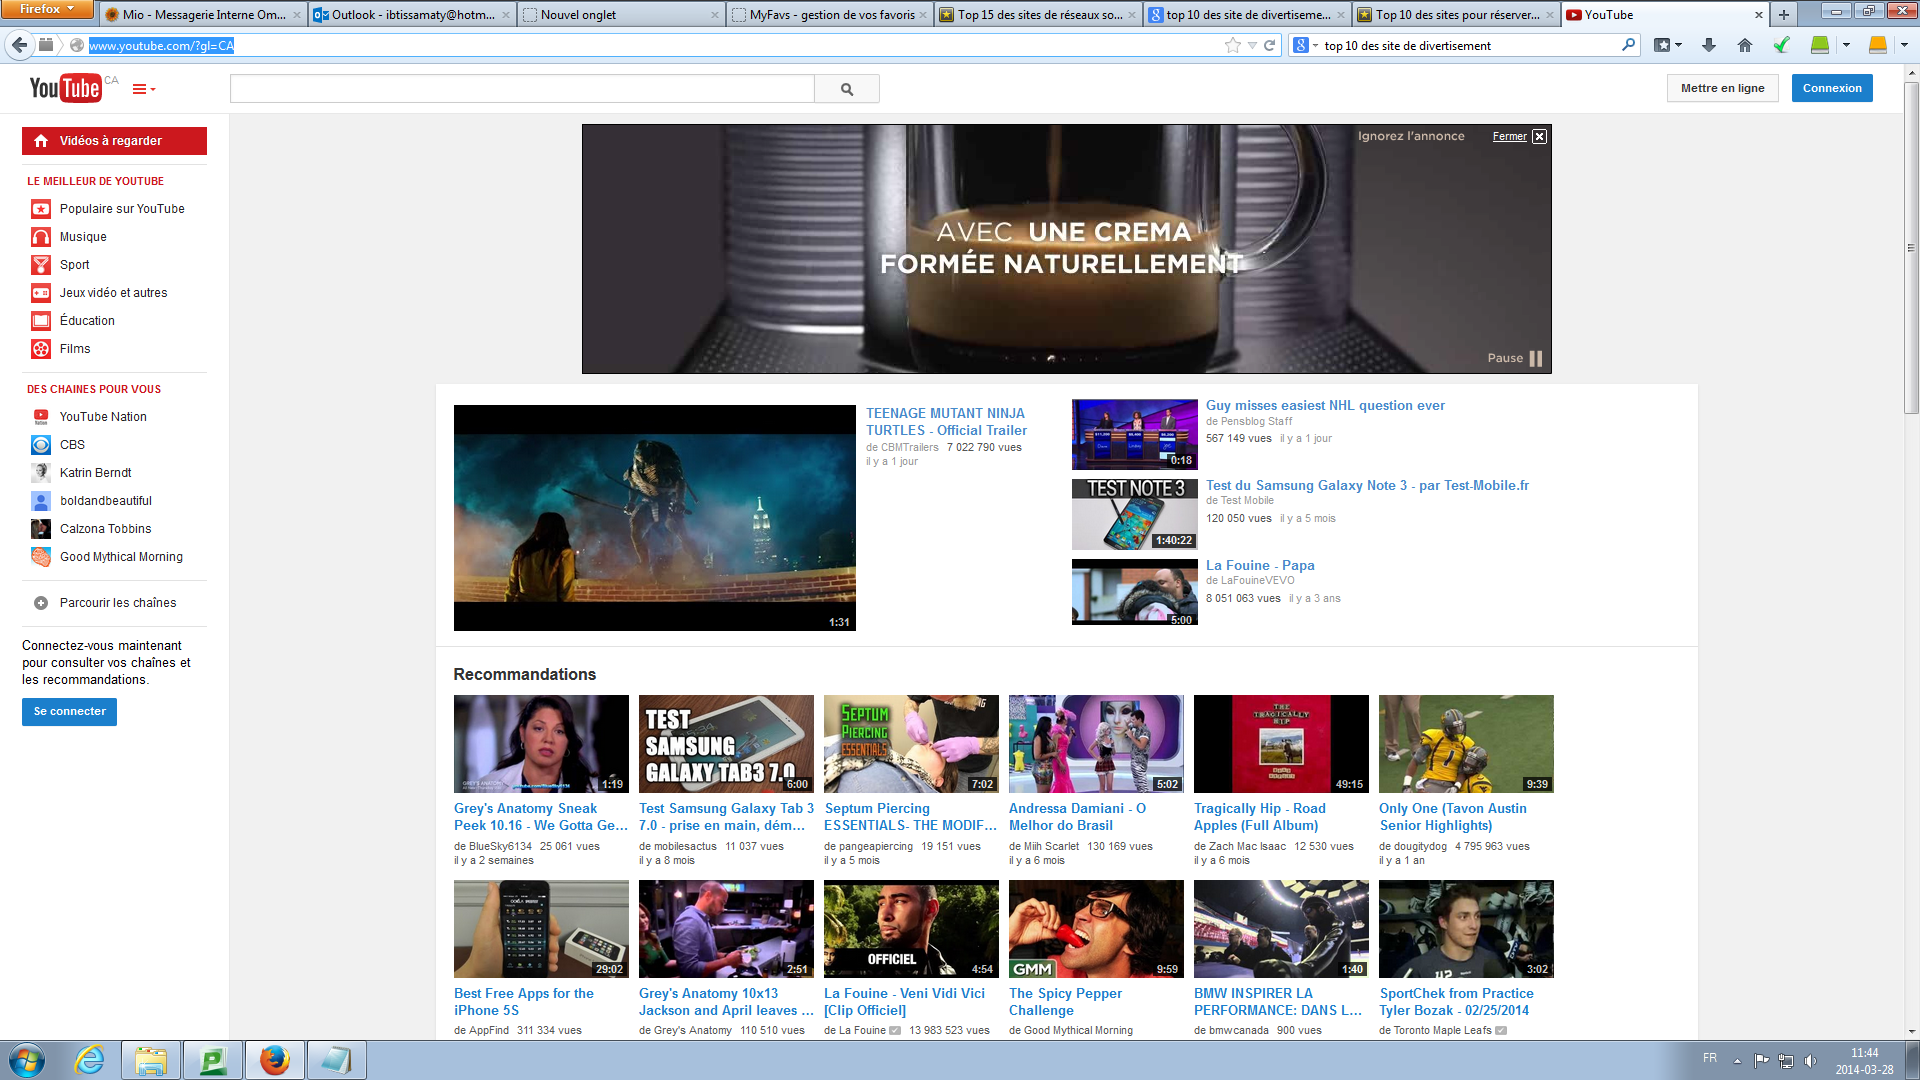 Firefox
Mio - Messagerie Interne Om...
Outlook - ibtissamaty@hotm...
Nouvel onglet
MyFavs - gestion de vos favoris
Top 15 des sites de réseaux so...
top 10 des site de divertiseme...
Top 10 des sites pour réserver...
YouTube
www.youtube.com/?gl=CA
top 10 des site de divertisement
YouTube CA
Mettre en ligne
Connexion
Vidéos à regarder
LE MEILLEUR DE YOUTUBE
Populaire sur YouTube
Musique
Sport
Jeux vidéo et autres
Éducation
Films
DES CHAINES POUR VOUS
YouTube Nation
CBS
Katrin Berndt
boldandbeautiful
Calzona Tobbins
Good Mythical Morning
Parcourir les chaînes
Connectez-vous maintenant
pour consulter vos chaînes et
les recommandations.
Se connecter
Ignorez l'annonce
Fermer
AVEC UNE CREMA
FORMÉE NATURELLEMENT
Pause
1:31
TEENAGE MUTANT NINJA
TURTLES - Official Trailer
de CBMTrailers 7 022 790 vues
il y a 1 jour
0:18
Guy misses easiest NHL question ever
de Pensblog Staff
567 149 vues il y a 1 jour
TEST NOTE 3
1:40:22
Test du Samsung Galaxy Note 3 - par Test-Mobile.fr
de Test Mobile
120 050 vues il y a 5 mois
5:00
La Fouine - Papa
de LaFouineVEVO
8 051 063 vues il y a 3 ans
Recommandations
1:19
Grey's Anatomy Sneak
Peek 10.16 - We Gotta Ge...
de BlueSky6134 25 061 vues
il y a 2 semaines
TEST
SAMSUNG
GALAXY TAB3 7.0
6:00
Test Samsung Galaxy Tab 3
7.0 - prise en main, dém...
de mobilesactus 11 037 vues
il y a 8 mois
SEPTUM
PIERCING
ESSENTIALS
7:02
Septum Piercing
ESSENTIALS- THE MODIF...
de pangeapiercing 19 151 vues
il y a 5 mois
5:02
Andressa Damiani - O
Melhor do Brasil
de Miih Scarlet 130 169 vues
il y a 6 mois
THE
TRAGICALLY
HIP
49:15
Tragically Hip - Road
Apples (Full Album)
de Zach Mac Isaac 12 530 vues
il y a 6 mois
9:39
Only One (Tavon Austin
Senior Highlights)
de dougitydog 4 795 963 vues
il y a 1 an
29:02
Best Free Apps for the
iPhone 5S
de AppFind 311 334 vues
2:51
Grey's Anatomy 10x13
Jackson and April leaves ...
de Grey's Anatomy 110 510 vues
OFFICIEL
4:54
La Fouine - Veni Vidi Vici
[Clip Officiel]
de La Fouine 13 983 523 vues
GMM
9:59
The Spicy Pepper
Challenge
de Good Mythical Morning
1:40
BMW INSPIRER LA
PERFORMANCE: DANS L...
de bmwcanada 900 vues
42
3:02
SportChek from Practice
Tyler Bozak - 02/25/2014
de Toronto Maple Leafs
FR
11:44
2014-03-28